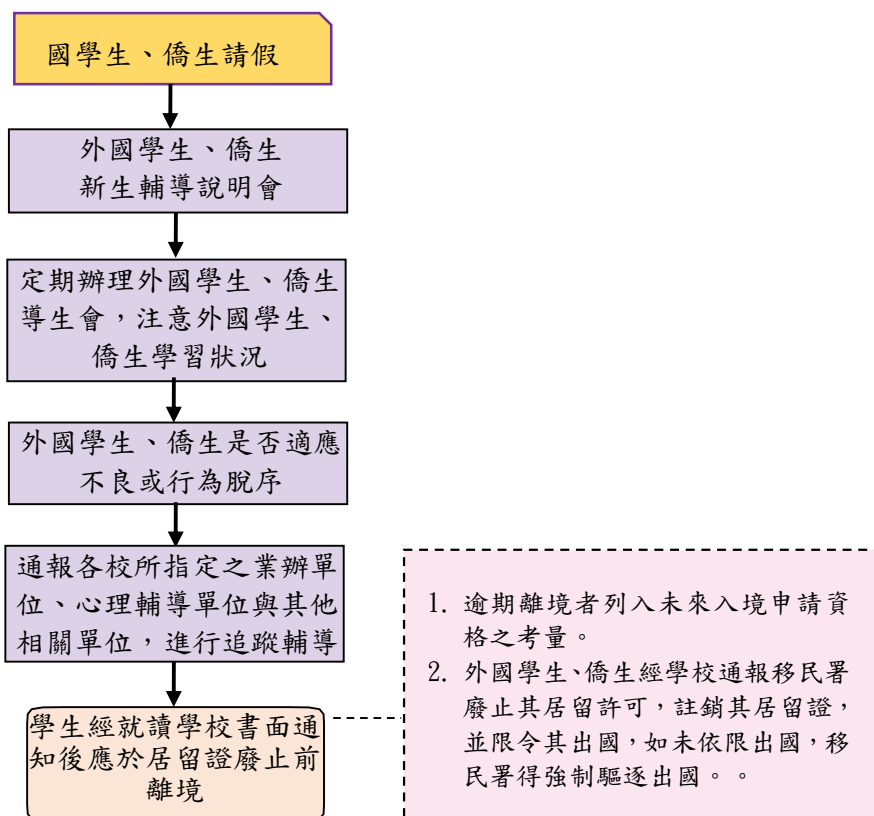 國學生、僑生請假
外國學生、僑生
新生輔導說明會
定期辦理外國學生、僑生
導生會，注意外國學生、
僑生學習狀況
外國學生、僑生是否適應
不良或行為脫序
通報各校所指定之業辦單
位、心理輔導單位與其他
相關單位，進行追蹤輔導
學生經就讀學校書面通
知後應於居留證廢止前
離境
1. 逾期離境者列入未來入境申請資
格之考量。
2. 外國學生、僑生經學校通報移民署
廢止其居留許可，註銷其居留證，
並限令其出國，如未依限出國，移
民署得強制驅逐出國。。